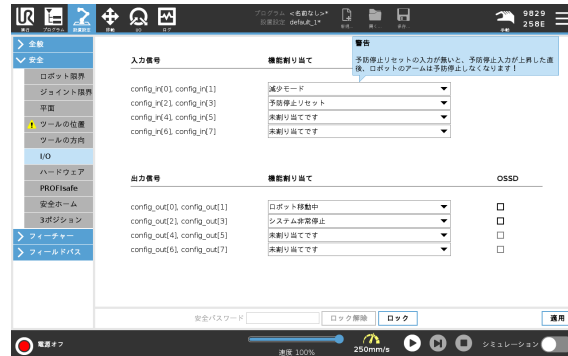 プログラム <名前なし>*
設置設定 default_1*
新規...
開く...
保存...
実行
プログラム
設置設定
移動
I/O
ログ
手動
9829
258E
全般
安全
ロボット限界
ジョイント限界
平面
ツールの位置
ツールの方向
I/O
ハードウェア
PROFIsafe
安全ホーム
3ポジション
フィーチャー
フィールドバス
警告
予防停止リセットの入力が無いと、予防停止入力が上昇した直
後、ロボットのアームは予防停止しなくなります！
入力信号
機能割り当て
config_in[0], config_in[1]
減少モード
config_in[2], config_in[3]
予防停止リセット
config_in[4], config_in[5]
未割り当てです
config_in[6], config_in[7]
未割り当てです
出力信号
機能割り当て
OSSD
config_out[0], config_out[1]
ロボット移動中
config_out[2], config_out[3]
システム非常停止
config_out[4], config_out[5]
未割り当てです
config_out[6], config_out[7]
未割り当てです
安全パスワード
ロック解除
ロック
適用
電源オフ
速度 100%
250mm/s
シミュレーション